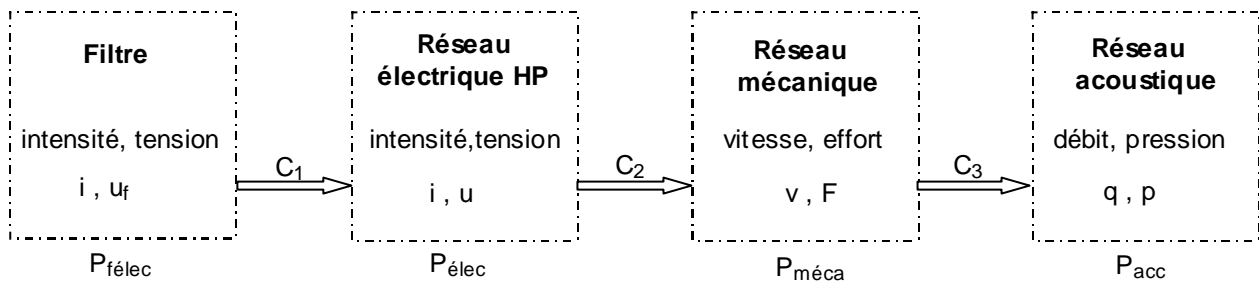 Filtre
intensité, tension
i , uf
Pfélec
C1
Réseau
électrique HP
intensité,tension
i , u
Pélec
C2
Réseau
mécanique
vitesse, effort
v , F
Pméca
C3
Réseau
acoustique
débit, pression
q , p
Pacc